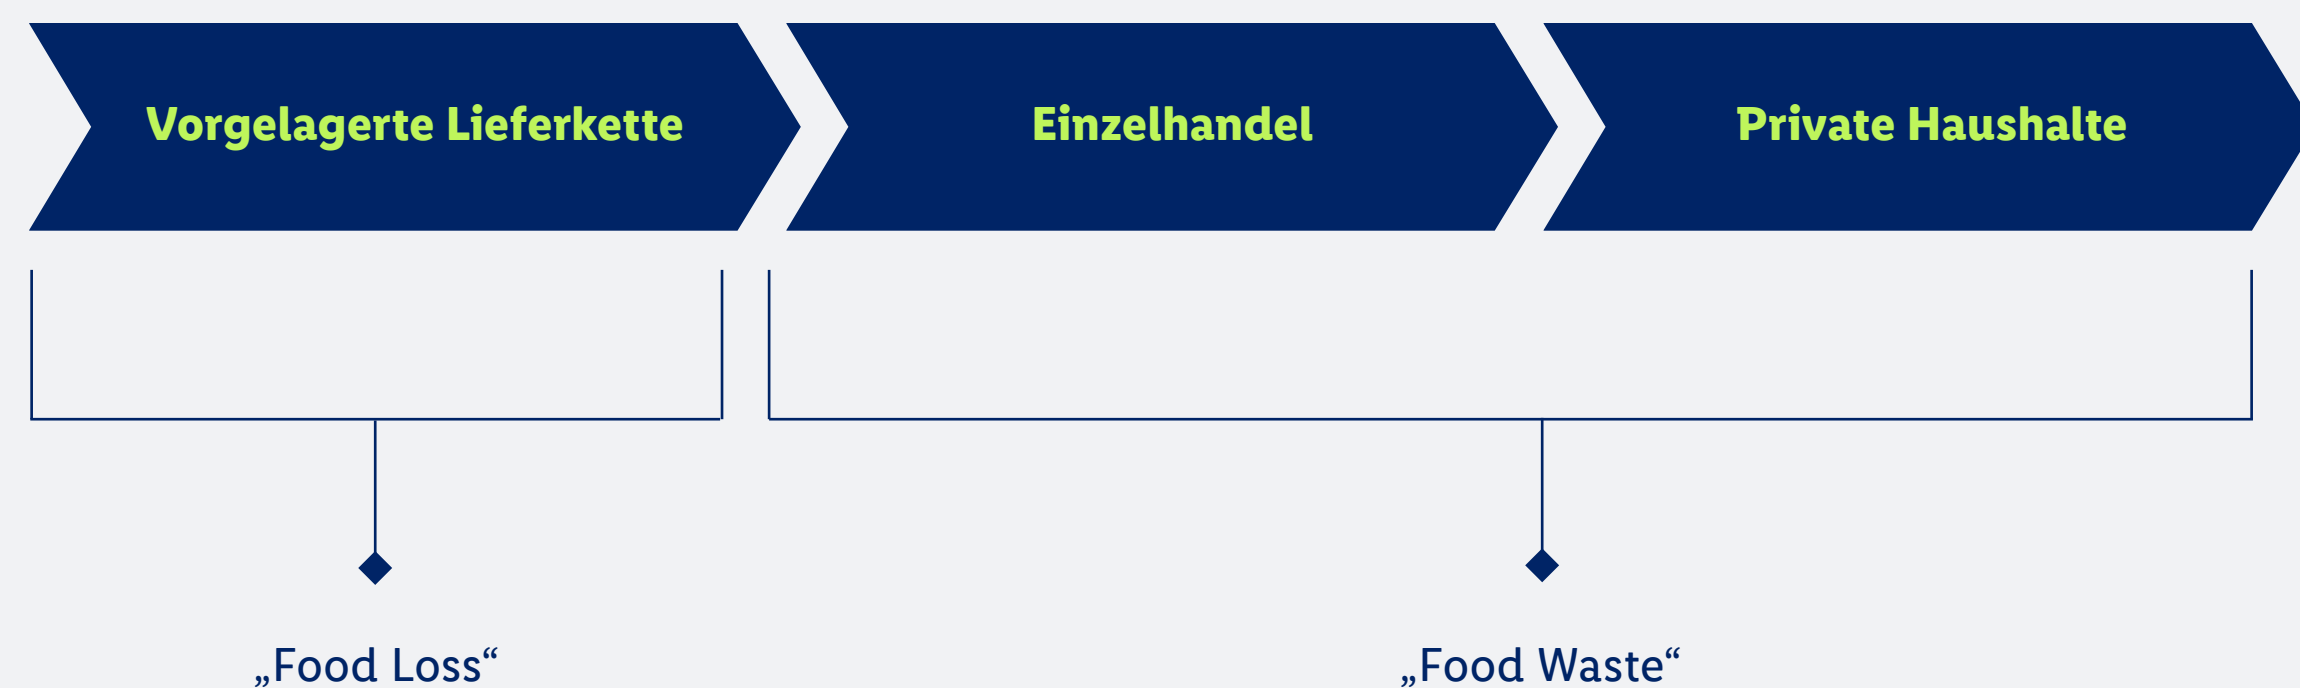 Vorgelagerte Lieferkette
Einzelhandel
Private Haushalte
„Food Loss“
„Food Waste“